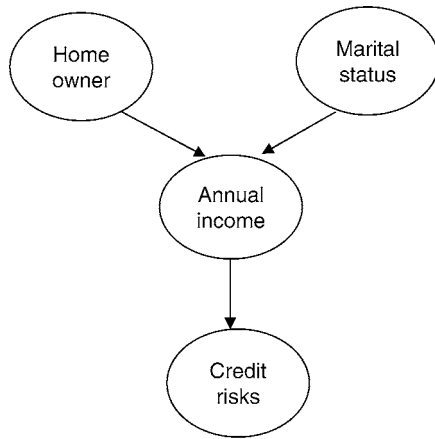 Home
owner
Marital
status
Annual
income
Credit
risks